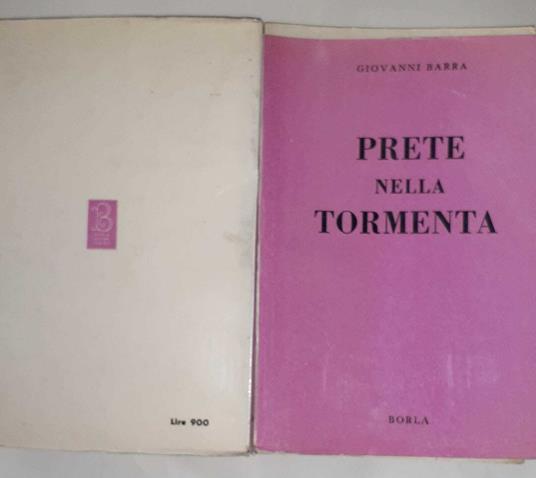 Lire 900
GIOVANNI BARRA
PRETE
NELLA
TORMENTA
BORLA